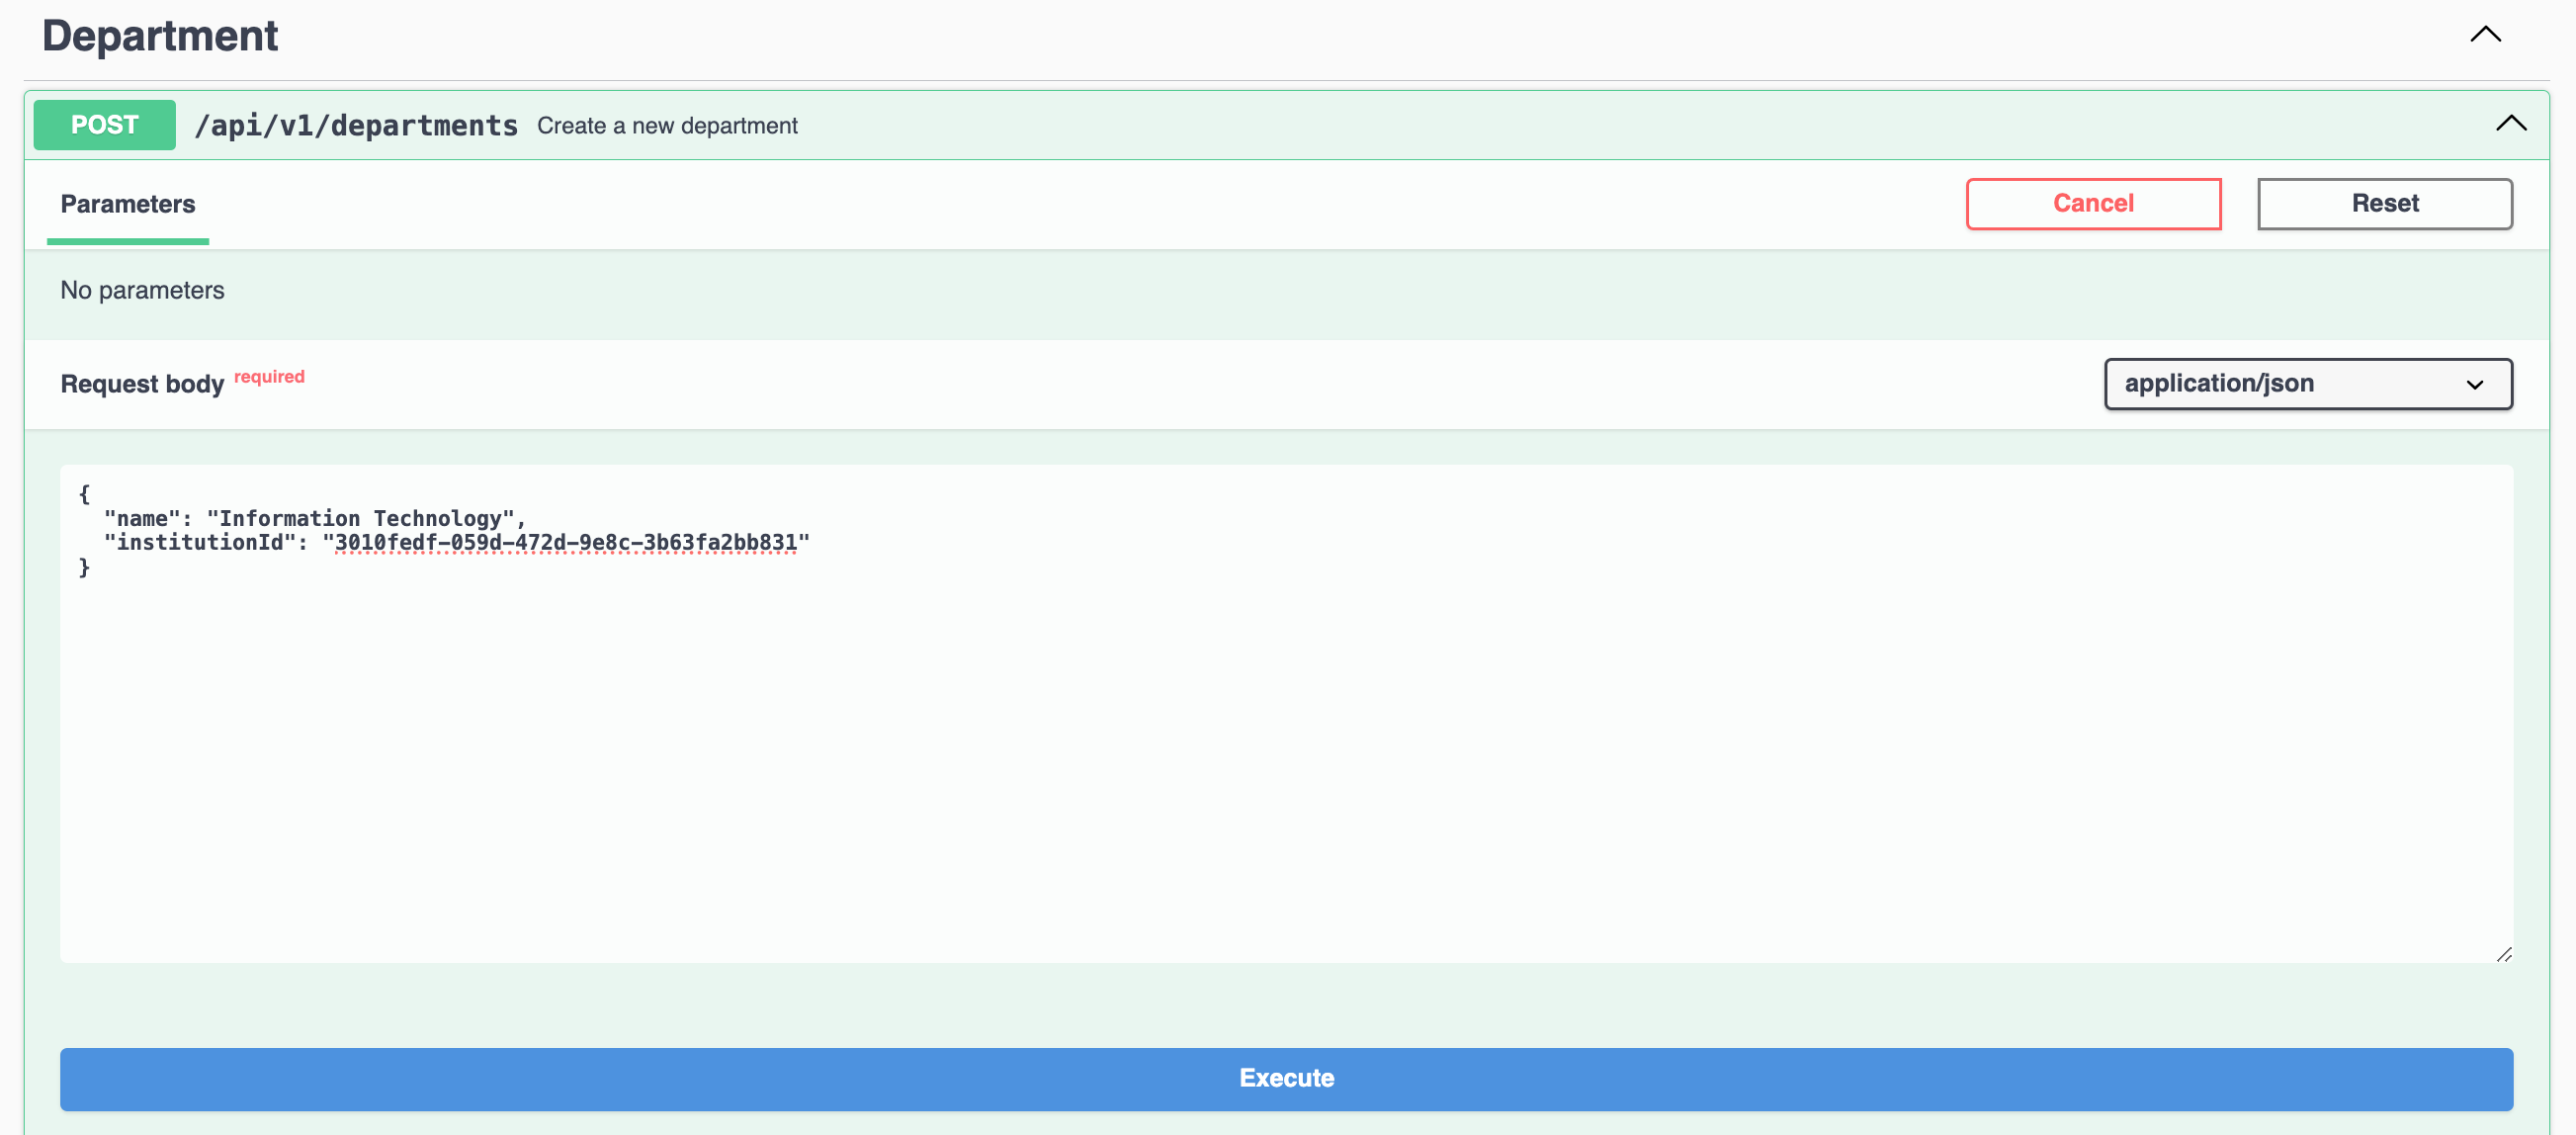 Department
POST /api/v1/departments Create a new department
Parameters Cancel Reset
No parameters
Request body required application/json
{
"name": "Information Technology",
"institutionId": "3010fedf-059d-472d-9e8c-3b63fa2bb831"
}
Execute